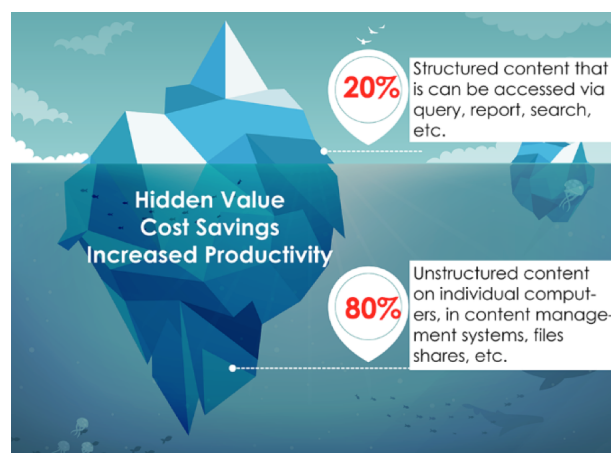 20%
Structured content that
is can be accessed via
query, report, search,
etc.
Hidden Value
Cost Savings
Increased Productivity
80%
Unstructured content
on individual comput-
ers, in content manage-
ment systems, files
shares, etc.